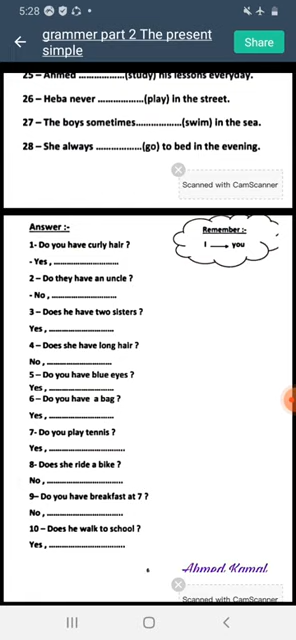 5:28
grammer part 2 The present
simple
Share
25 – Ahmed ..................(study) his lessons everyday.
26 – Heba never ..................(play) in the street.
27 – The boys sometimes..................(swim) in the sea.
28 – She always ..................(go) to bed in the evening.
Scanned with CamScanner
Answer :-
Remember :-
I → you
1- Do you have curly hair ?
- Yes , .........................
2 – Do they have an uncle ?
- No , .........................
3 – Does he have two sisters ?
Yes , .........................
4 – Does she have long hair ?
No , .........................
5 – Do you have blue eyes ?
Yes , .........................
6 – Do you have a bag ?
Yes , .........................
7- Do you play tennis ?
Yes , .........................
8- Does she ride a bike ?
No , .........................
9– Do you have breakfast at 7 ?
No , .........................
10 – Does he walk to school ?
Yes , .........................
6
Ahmed Kamal
Scanned with CamScanner